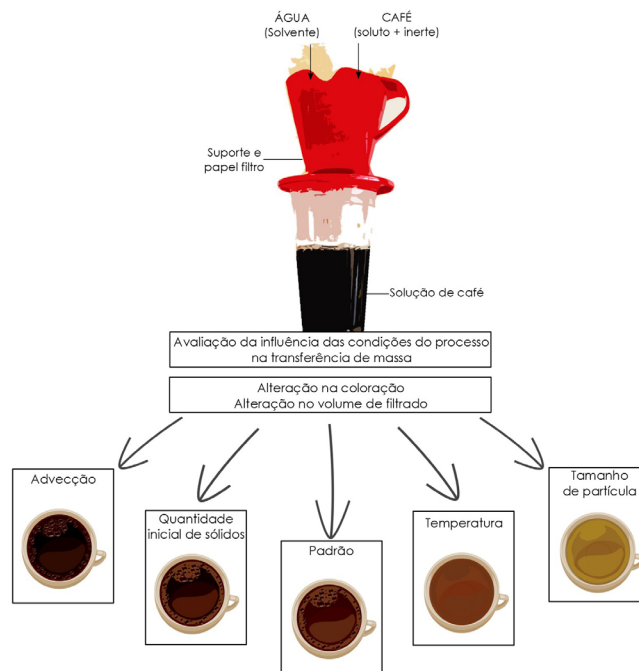 ÁGUA
(Solvente)
CAFÉ
(soluto + inerte)
Suporte e
papel filtro
Solução de café
Avaliação da influência das condições do processo
na transferência de massa
Alteração na coloração
Alteração no volume de filtrado
Advecção
Quantidade
inicial de sólidos
Padrão
Temperatura
Tamanho
de partícula